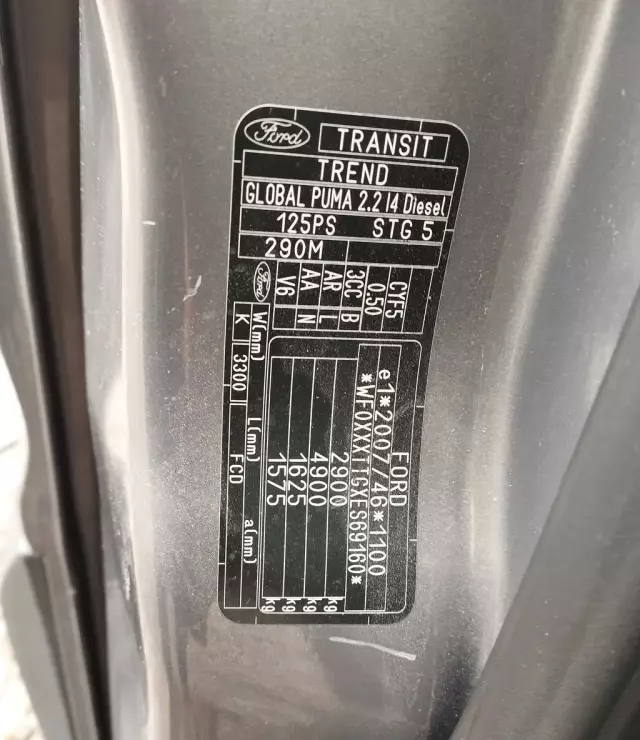 Ford TRANSIT
TREND
GLOBAL PUMA 2.2 I4 Diesel
125PS STG 5
290M
CYF5
0.50
3CC B
AR L
AA N
V6
Ford
FORD
e1*2007/46*1100
*WF0XXXTTGXES69160*
2900 kg
4900 kg
1625 kg
1575 kg
W(mm) L(mm) a(mm)
K 3300 FCD